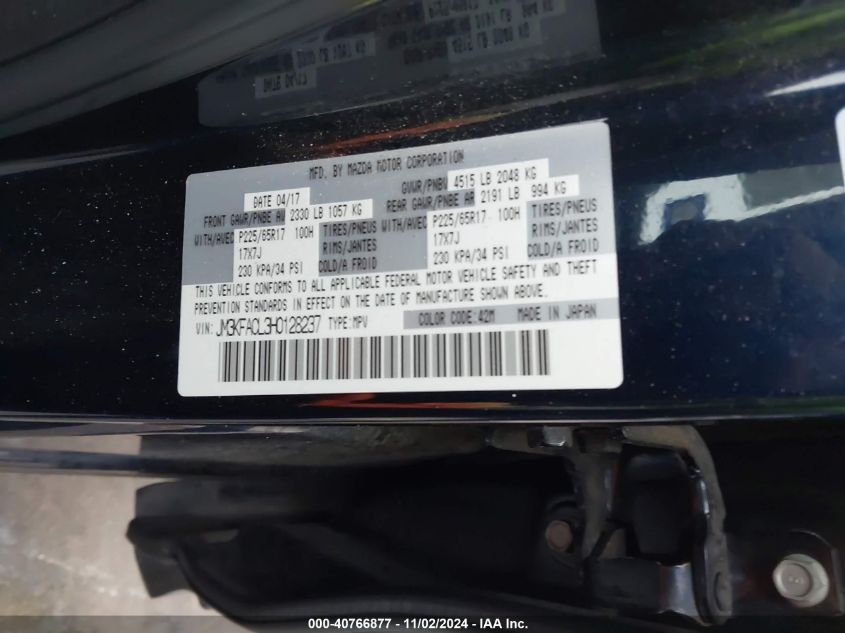 MFD. BY MAZDA MOTOR CORPORATION
DATE 04/17 GVWR/PNBV 4515 LB 2048 KG
FRONT GAWR/PNBE AV 2330 LB 1057 KG REAR GAWR/PNBE AR 2191 LB 994 KG
WITH/AVEC P225/65R17 100H TIRES/PNEUS WITH/AVEC P225/65R17 100H TIRES/PNEUS
17X7J RIMS/JANTES 17X7J RIMS/JANTES
230 KPA/34 PSI COLD/A FROID 230 KPA/34 PSI COLD/A FROID
THIS VEHICLE CONFORMS TO ALL APPLICABLE FEDERAL MOTOR VEHICLE SAFETY AND THEFT
PREVENTION STANDARDS IN EFFECT ON THE DATE OF MANUFACTURE SHOWN ABOVE.
VIN: JM3KFACL3H0128237 TYPE:MPV COLOR CODE:42M MADE IN JAPAN
000-40766877 - 11/02/2024 - IAA Inc.